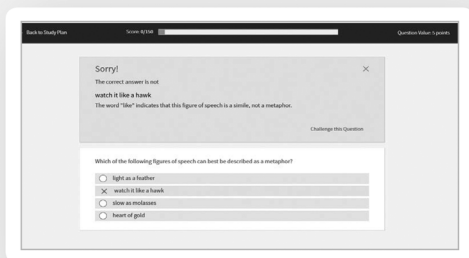 Back to Study Plan Score: 0/150 Question Value: 5 points
Sorry!
The correct answer is not
watch it like a hawk
The word "like" indicates that this figure of speech is a simile, not a metaphor.
Challenge this Question
Which of the following figures of speech can best be described as a metaphor?
light as a feather
watch it like a hawk
slow as molasses
heart of gold